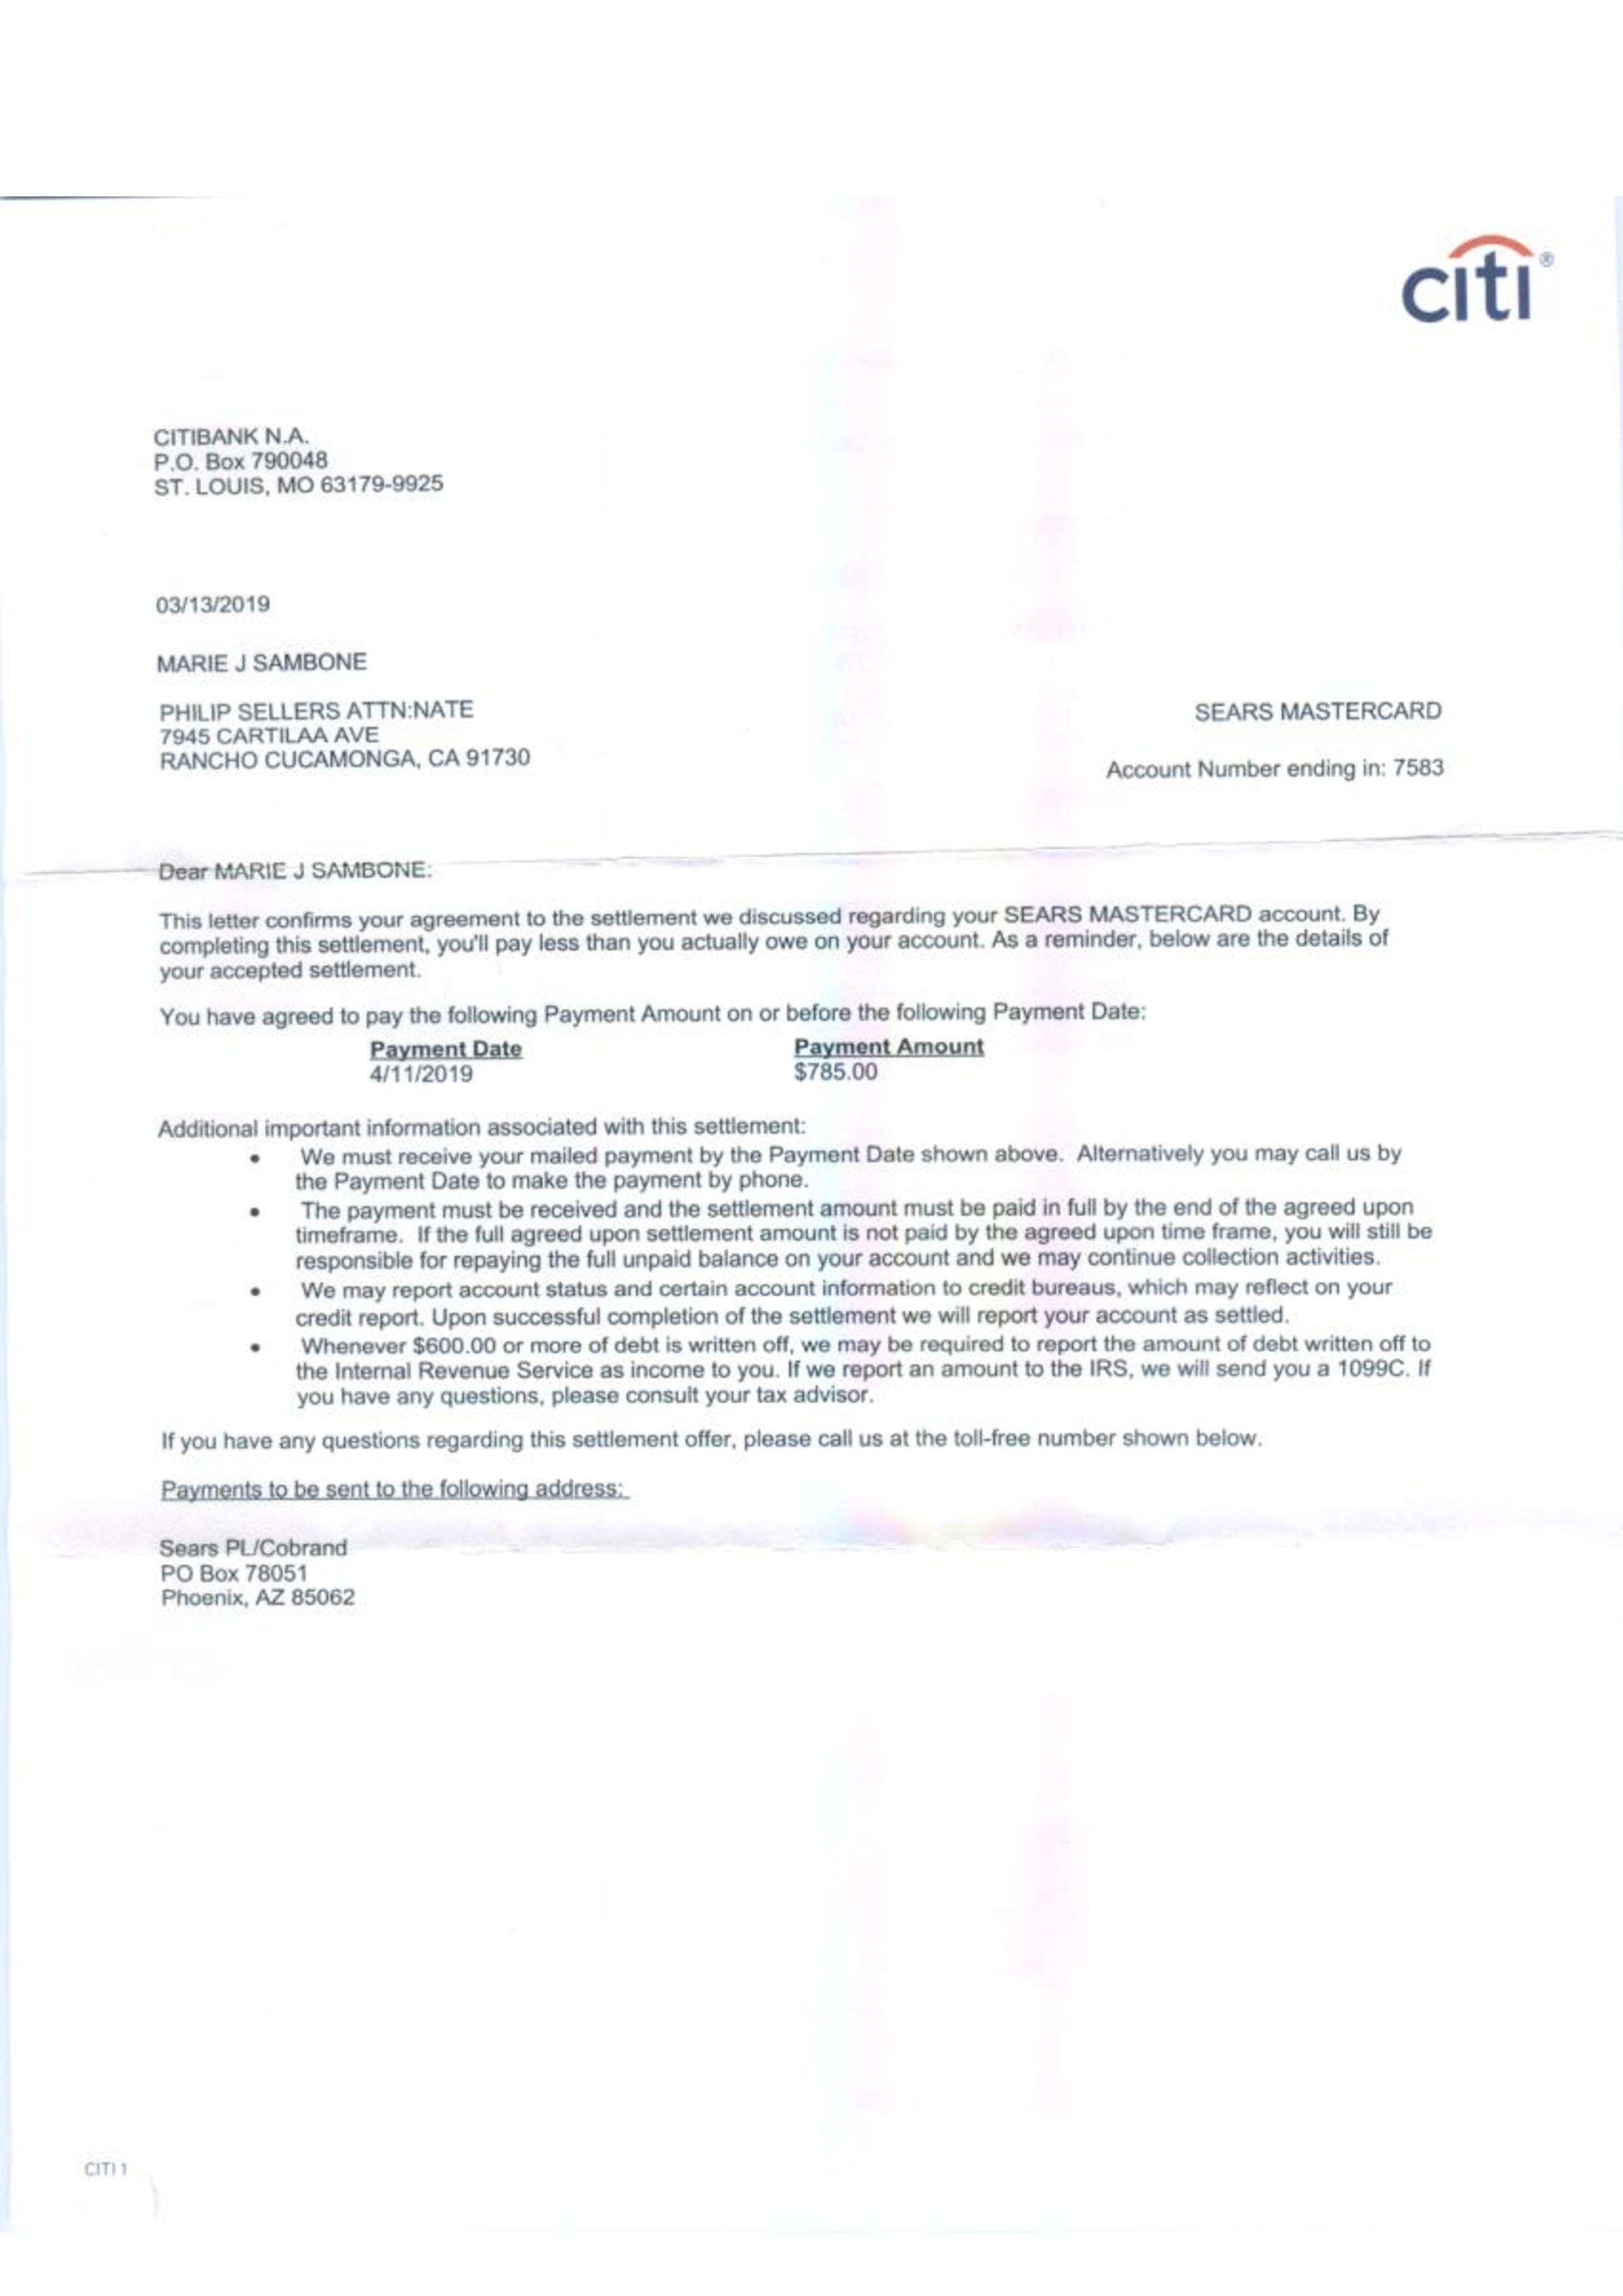 citi®
CITIBANK N.A.
P.O. Box 790048
ST. LOUIS, MO 63179-9925
03/13/2019
MARIE J SAMBONE
PHILIP SELLERS ATTN:NATE
7945 CARTILAA AVE
RANCHO CUCAMONGA, CA 91730
SEARS MASTERCARD
Account Number ending in: 7583
Dear MARIE J SAMBONE:
This letter confirms your agreement to the settlement we discussed regarding your SEARS MASTERCARD account. By
completing this settlement, you'll pay less than you actually owe on your account. As a reminder, below are the details of
your accepted settlement.
You have agreed to pay the following Payment Amount on or before the following Payment Date:
Payment Date Payment Amount
4/11/2019 $785.00
Additional important information associated with this settlement:
• We must receive your mailed payment by the Payment Date shown above. Alternatively you may call us by
the Payment Date to make the payment by phone.
• The payment must be received and the settlement amount must be paid in full by the end of the agreed upon
timeframe. If the full agreed upon settlement amount is not paid by the agreed upon time frame, you will still be
responsible for repaying the full unpaid balance on your account and we may continue collection activities.
• We may report account status and certain account information to credit bureaus, which may reflect on your
credit report. Upon successful completion of the settlement we will report your account as settled.
• Whenever $600.00 or more of debt is written off, we may be required to report the amount of debt written off to
the Internal Revenue Service as income to you. If we report an amount to the IRS, we will send you a 1099C. If
you have any questions, please consult your tax advisor.
If you have any questions regarding this settlement offer, please call us at the toll-free number shown below.
Payments to be sent to the following address:
Sears PL/Cobrand
PO Box 78051
Phoenix, AZ 85062
CITI 1